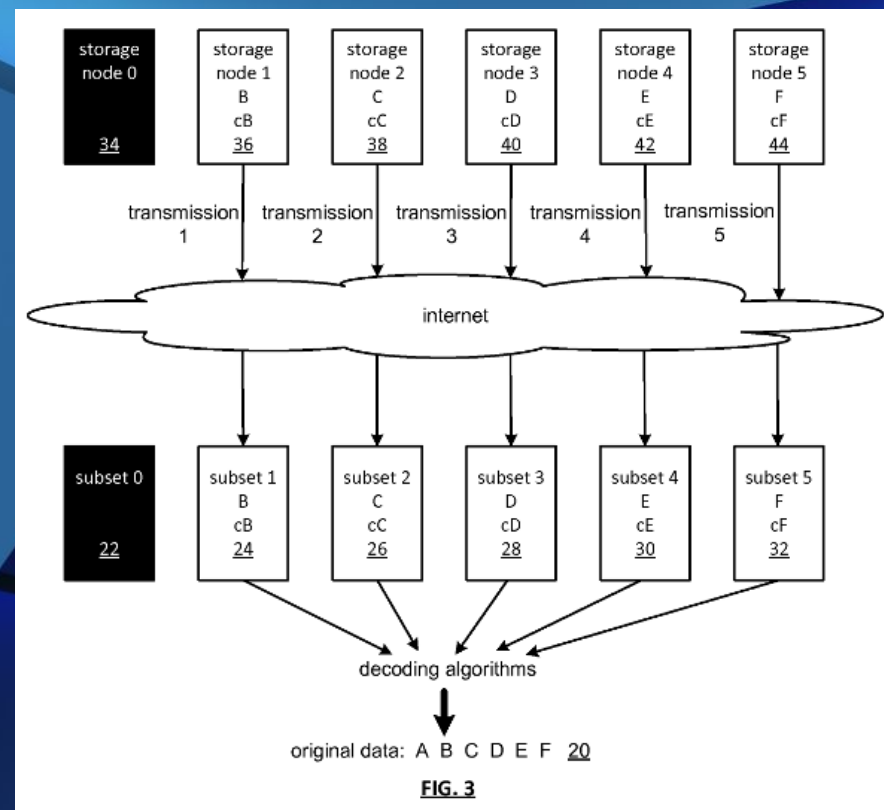 storage
node 0
34
storage
node 1
B
cB
36
storage
node 2
C
cC
38
storage
node 3
D
cD
40
storage
node 4
E
cE
42
storage
node 5
F
cF
44
transmission
1
transmission
2
transmission
3
transmission
4
transmission
5
internet
subset 0
22
subset 1
B
cB
24
subset 2
C
cC
26
subset 3
D
cD
28
subset 4
E
cE
30
subset 5
F
cF
32
decoding algorithms
original data: A B C D E F 20
FIG. 3